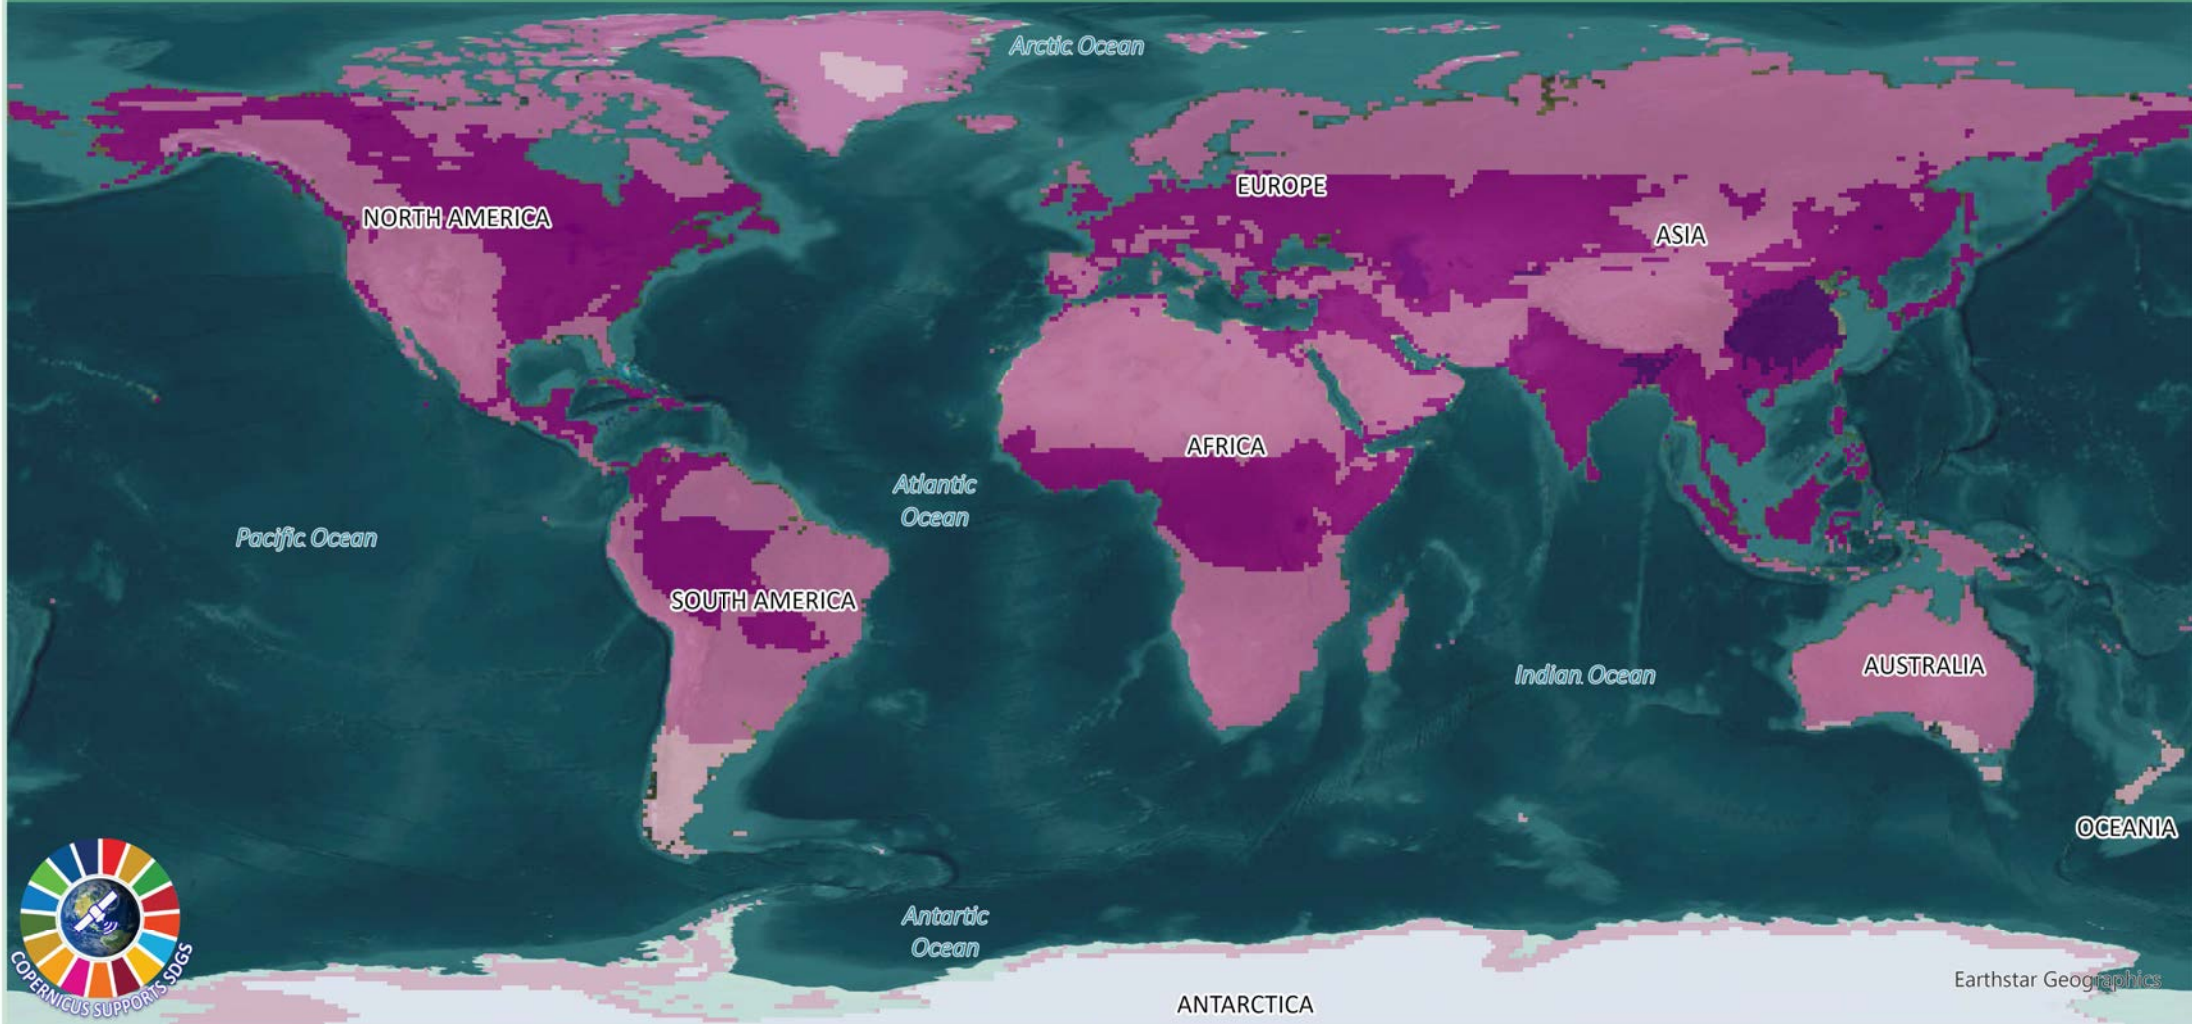 Arctic Ocean
EUROPE
NORTH AMERICA
ASIA
AFRICA
Atlantic
Ocean
Pacific Ocean
SOUTH AMERICA
Indian Ocean
AUSTRALIA
OCEANIA
Antartic
Ocean
COPERNICUS SUPPORTS SDGS
Earthstar Geographics
ANTARCTICA